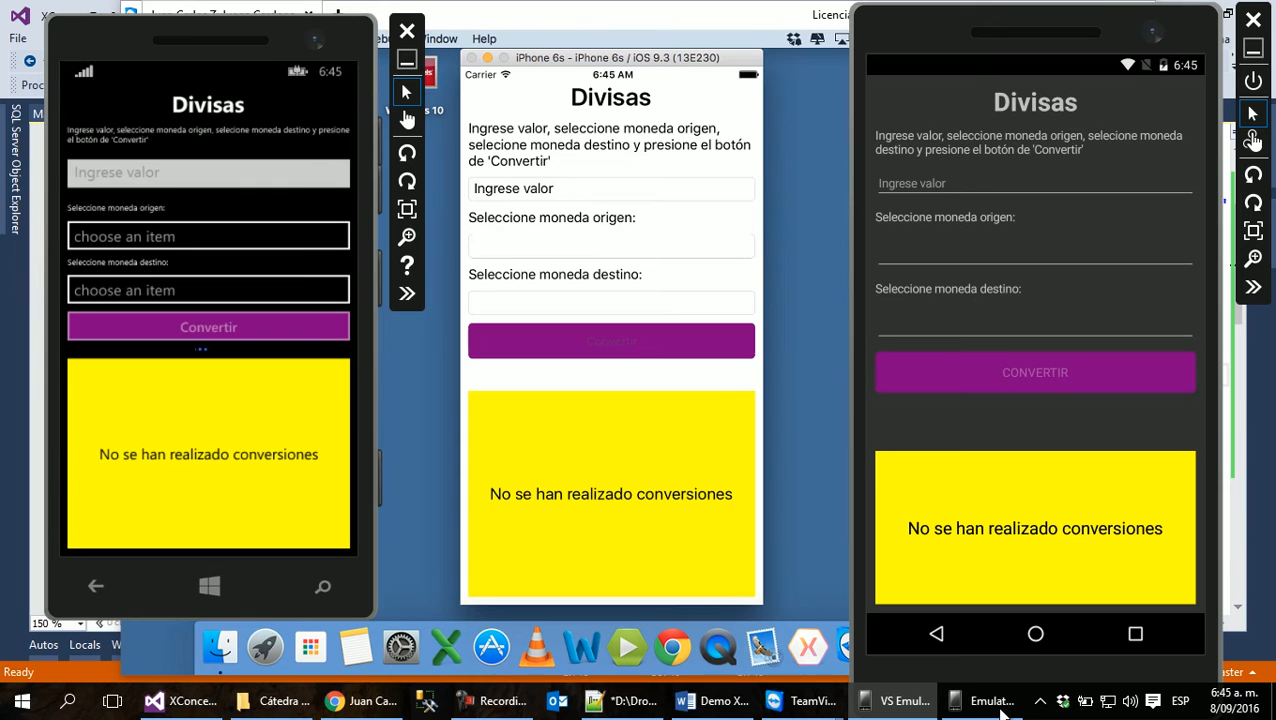 Licencia
File
Window Help
SQL Server Object Explorer
150 %
Autos Locals
Ready
6:45
Divisas
Ingrese valor, seleccione moneda origen, selecione moneda destino y presione
el botón de 'Convertir'
Ingrese valor
Seleccione moneda origen:
choose an item
Seleccione moneda destino:
choose an item
Convertir
No se han realizado conversiones
?
iPhone 6s - iPhone 6s / iOS 9.3 (13E230)
Carrier 6:45 AM
Divisas
Ingrese valor, seleccione moneda origen,
selecione moneda destino y presione el botón
de 'Convertir'
Ingrese valor
Seleccione moneda origen:
Seleccione moneda destino:
Convertir
No se han realizado conversiones
6:45
Divisas
Ingrese valor, seleccione moneda origen, selecione moneda
destino y presione el botón de 'Convertir'
Ingrese valor
Seleccione moneda origen:
Seleccione moneda destino:
CONVERTIR
No se han realizado conversiones
XConce... Cátedra ... Juan Ca... Recordi... *D:\Dro... Demo X... TeamVi... VS Emul... Emulat... ESP
6:45 a. m.
8/09/2016